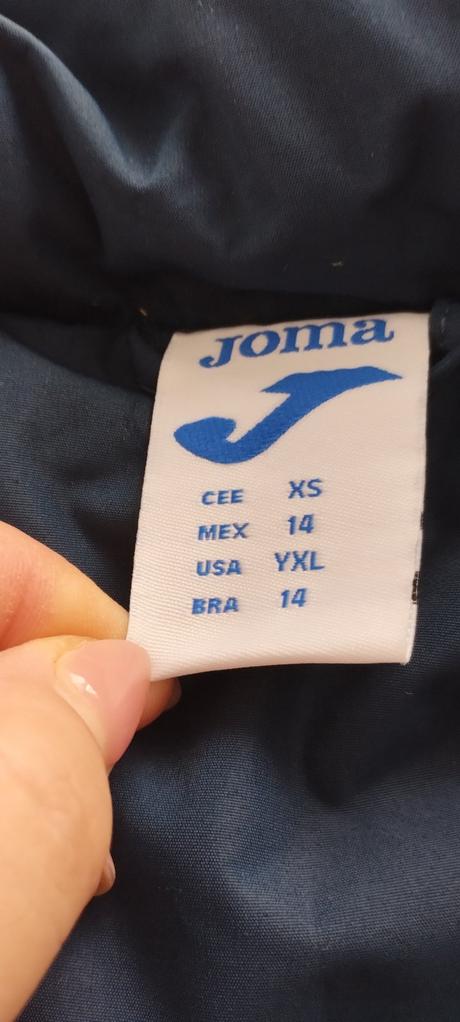 Joma
CEE XS
MEX 14
USA YXL
BRA 14